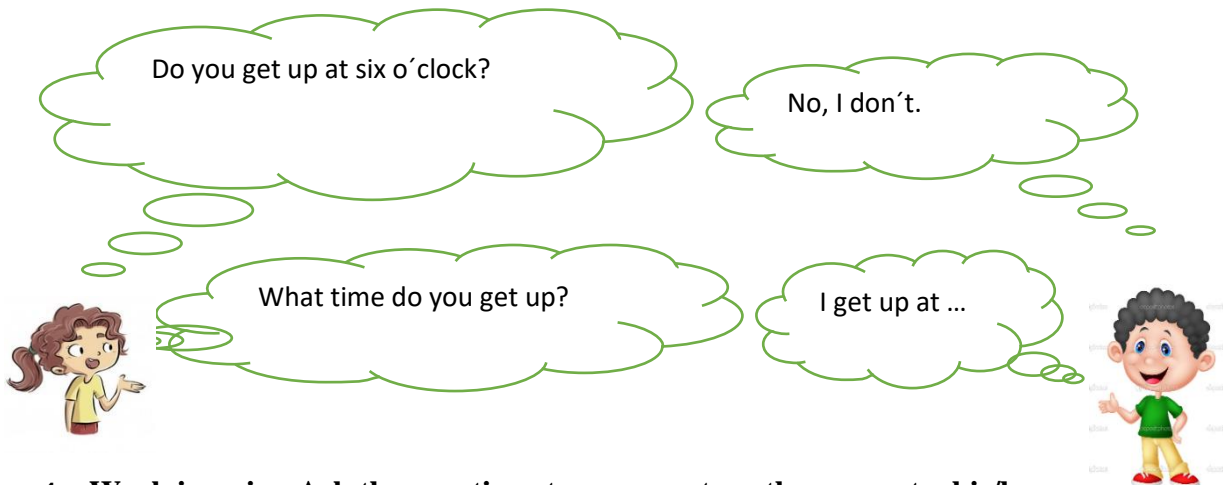 Do you get up at six o´clock?
No, I don´t.
What time do you get up?
I get up at ...